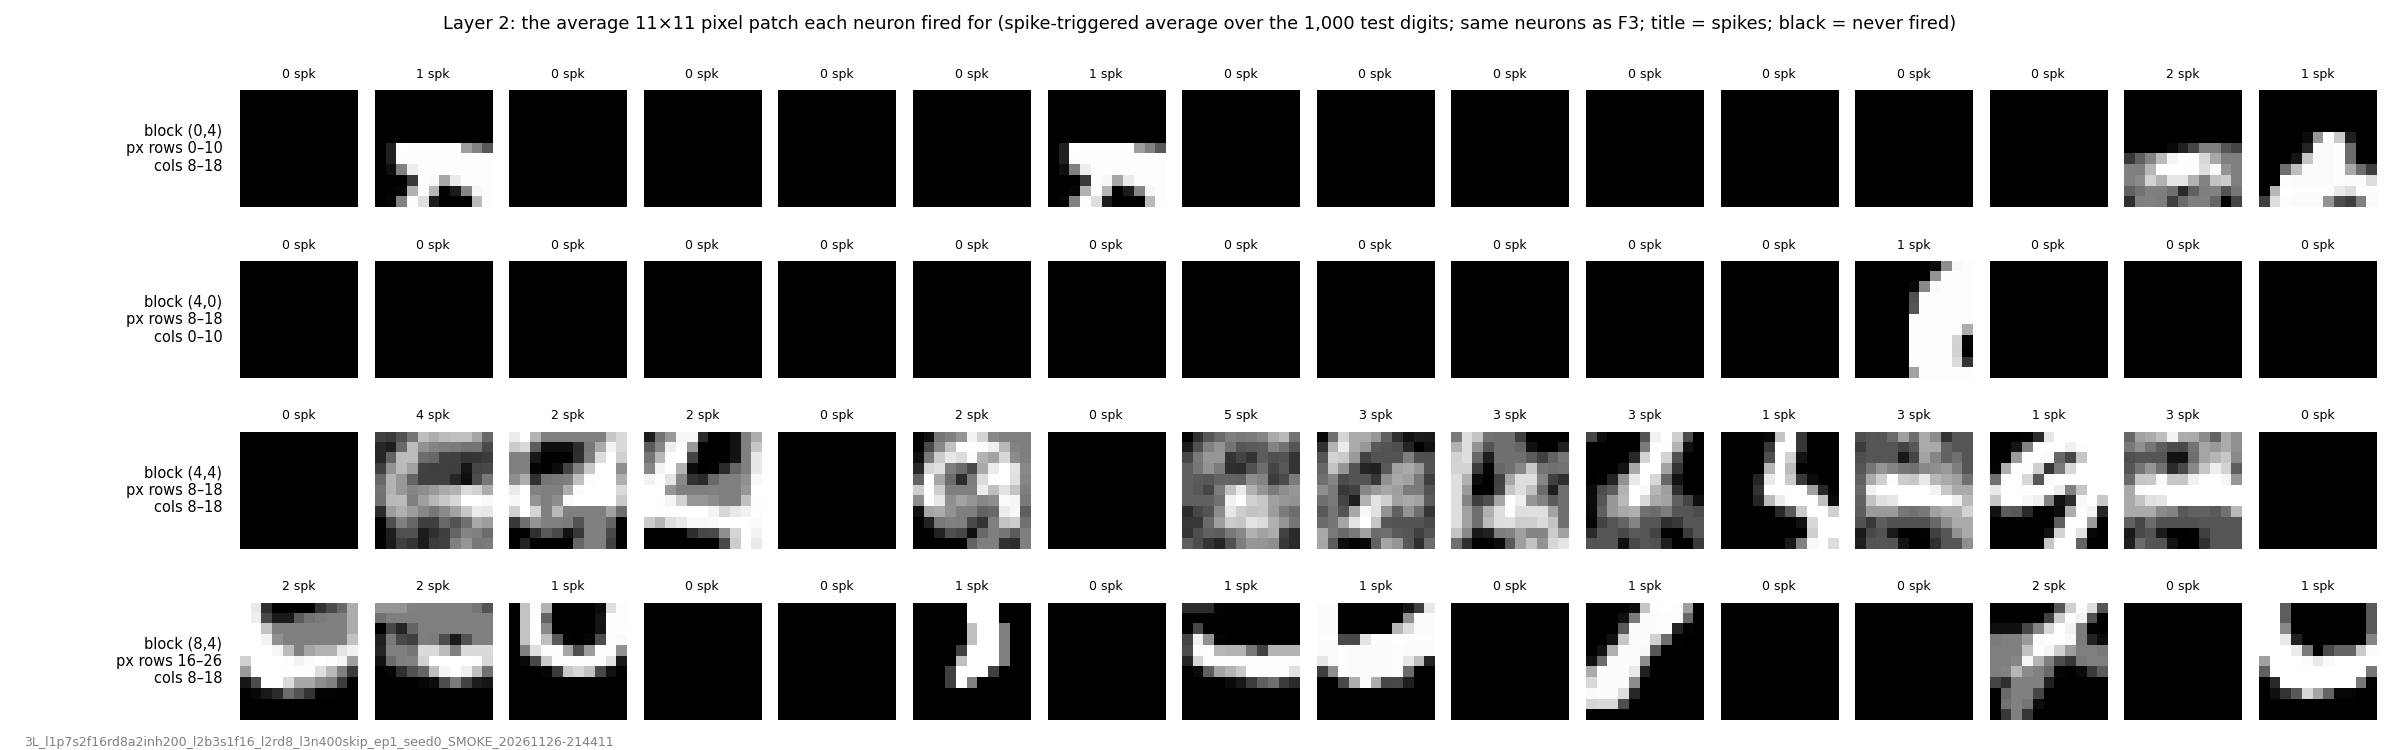 Layer 2: the average 11×11 pixel patch each neuron fired for (spike-triggered average over the 1,000 test digits; same neurons as F3; title = spikes; black = never fired)
0 spk 1 spk 0 spk 0 spk 0 spk 0 spk 1 spk 0 spk 0 spk 0 spk 0 spk 0 spk 0 spk 0 spk 2 spk 1 spk
block (0,4)
px rows 0–10
cols 8–18
0 spk 0 spk 0 spk 0 spk 0 spk 0 spk 0 spk 0 spk 0 spk 0 spk 0 spk 0 spk 1 spk 0 spk 0 spk 0 spk
block (4,0)
px rows 8–18
cols 0–10
0 spk 4 spk 2 spk 2 spk 0 spk 2 spk 0 spk 5 spk 3 spk 3 spk 3 spk 1 spk 3 spk 1 spk 3 spk 0 spk
block (4,4)
px rows 8–18
cols 8–18
2 spk 2 spk 1 spk 0 spk 0 spk 1 spk 0 spk 1 spk 1 spk 0 spk 1 spk 0 spk 0 spk 2 spk 0 spk 1 spk
block (8,4)
px rows 16–26
cols 8–18
3L_l1p7s2f16rd8a2inh200_l2b3s1f16_l2rd8_l3n400skip_ep1_seed0_SMOKE_20261126-214411